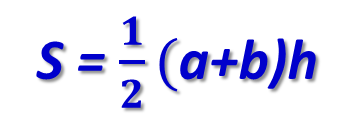 S = 1/2 (a+b)h